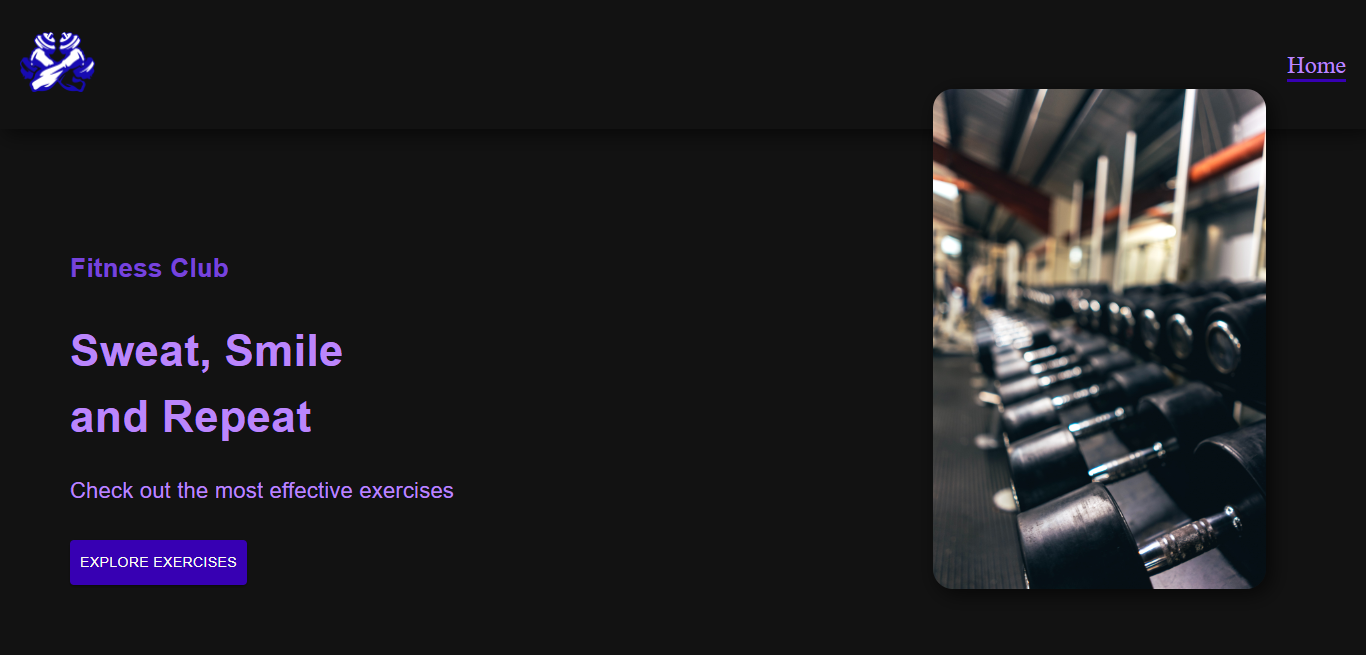 Home
Fitness Club
Sweat, Smile
and Repeat
Check out the most effective exercises
EXPLORE EXERCISES